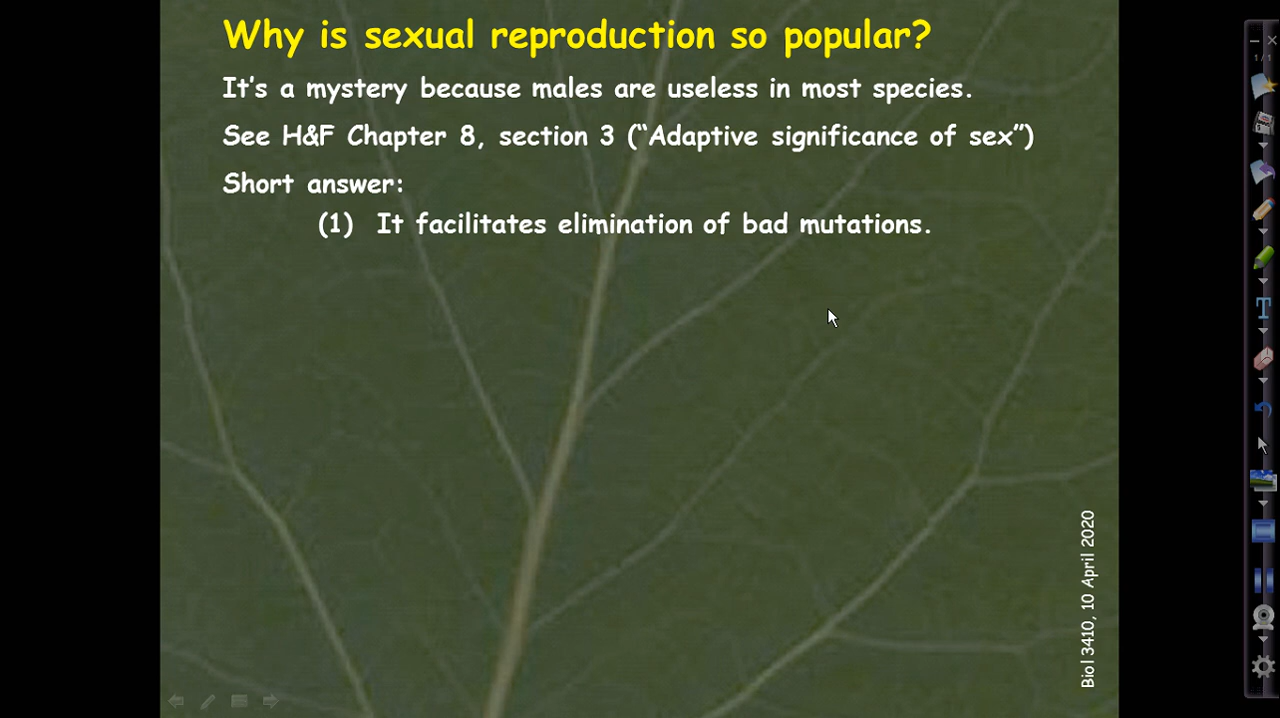 Why is sexual reproduction so popular?
It's a mystery because males are useless in most species.
See H&F Chapter 8, section 3 (“Adaptive significance of sex”)
Short answer:
(1) It facilitates elimination of bad mutations.
Biol 3410, 10 April 2020
1/1
T